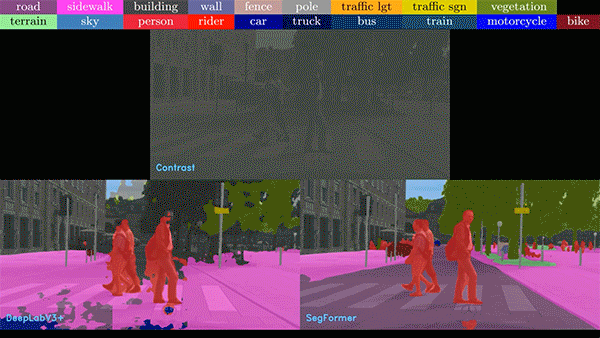 road sidewalk building wall fence pole traffic lgt traffic sgn vegetation
terrain sky person rider car truck bus train motorcycle bike
Contrast
DeepLabV3+ SegFormer